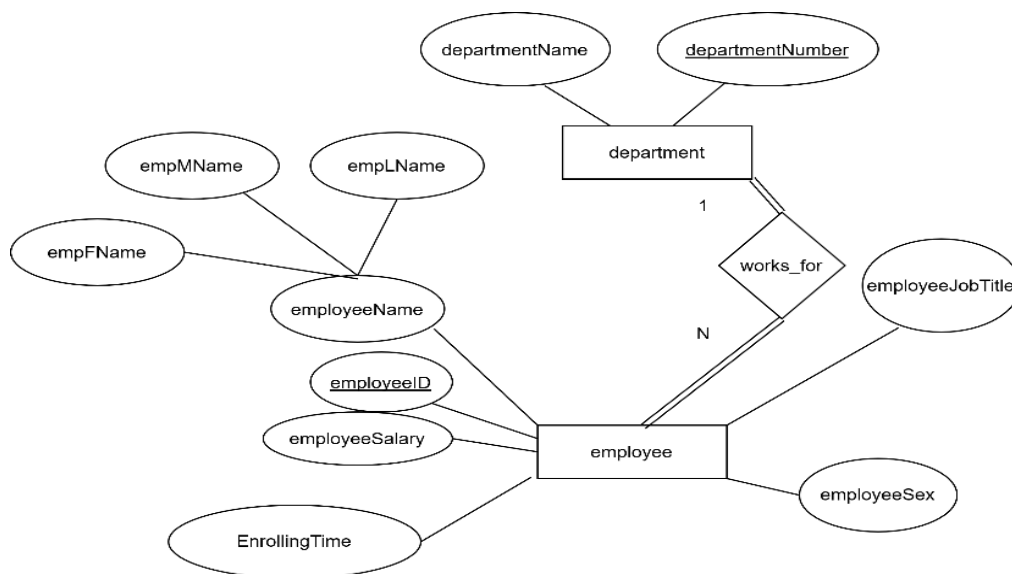 departmentName
departmentNumber
empMName
empLName
department
1
empFName
works_for
employeeJobTitle
employeeName
N
employeeID
employeeSalary
employee
employeeSex
EnrollingTime